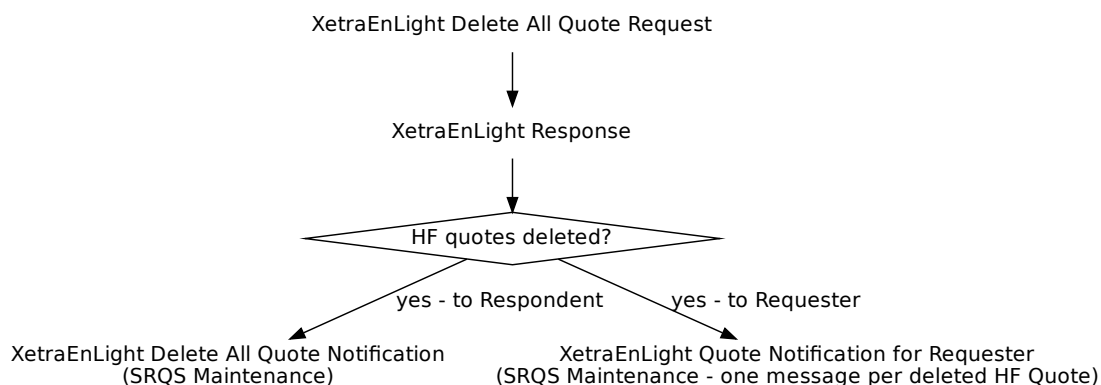 XetraEnLight Delete All Quote Request
XetraEnLight Response
HF quotes deleted?
yes - to Respondent
yes - to Requester
XetraEnLight Delete All Quote Notification
(SRQS Maintenance)
XetraEnLight Quote Notification for Requester
(SRQS Maintenance - one message per deleted HF Quote)